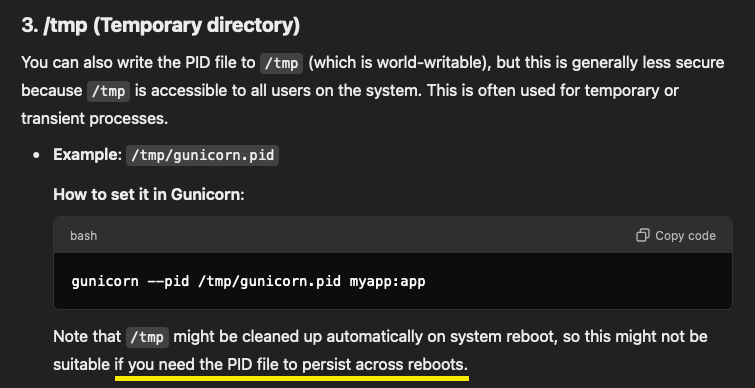 3. /tmp (Temporary directory)
You can also write the PID file to /tmp (which is world-writable), but this is generally less secure
because /tmp is accessible to all users on the system. This is often used for temporary or
transient processes.
• Example: /tmp/gunicorn.pid
How to set it in Gunicorn:
bash
Copy code
gunicorn --pid /tmp/gunicorn.pid myapp:app
Note that /tmp might be cleaned up automatically on system reboot, so this might not be
suitable if you need the PID file to persist across reboots.